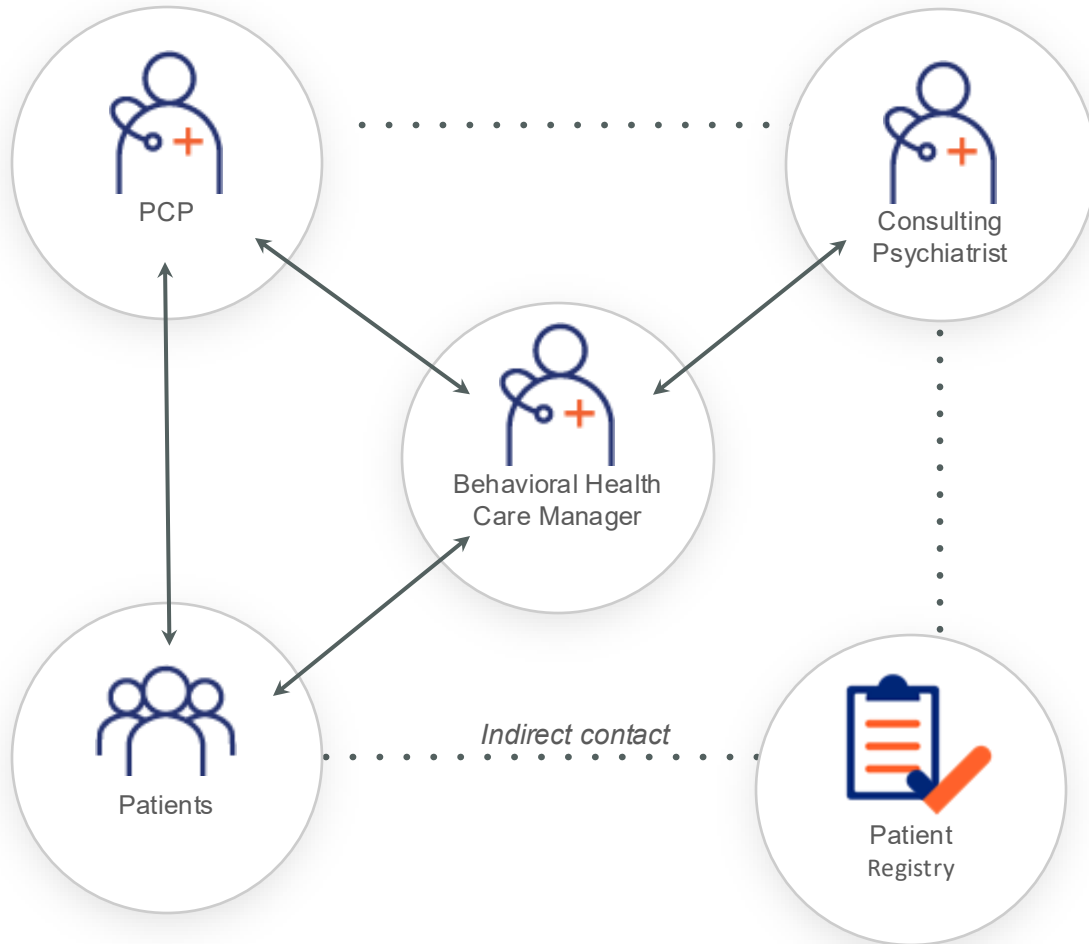 PCP
Consulting
Psychiatrist
Behavioral Health
Care Manager
Indirect contact
Patients
Patient
Registry